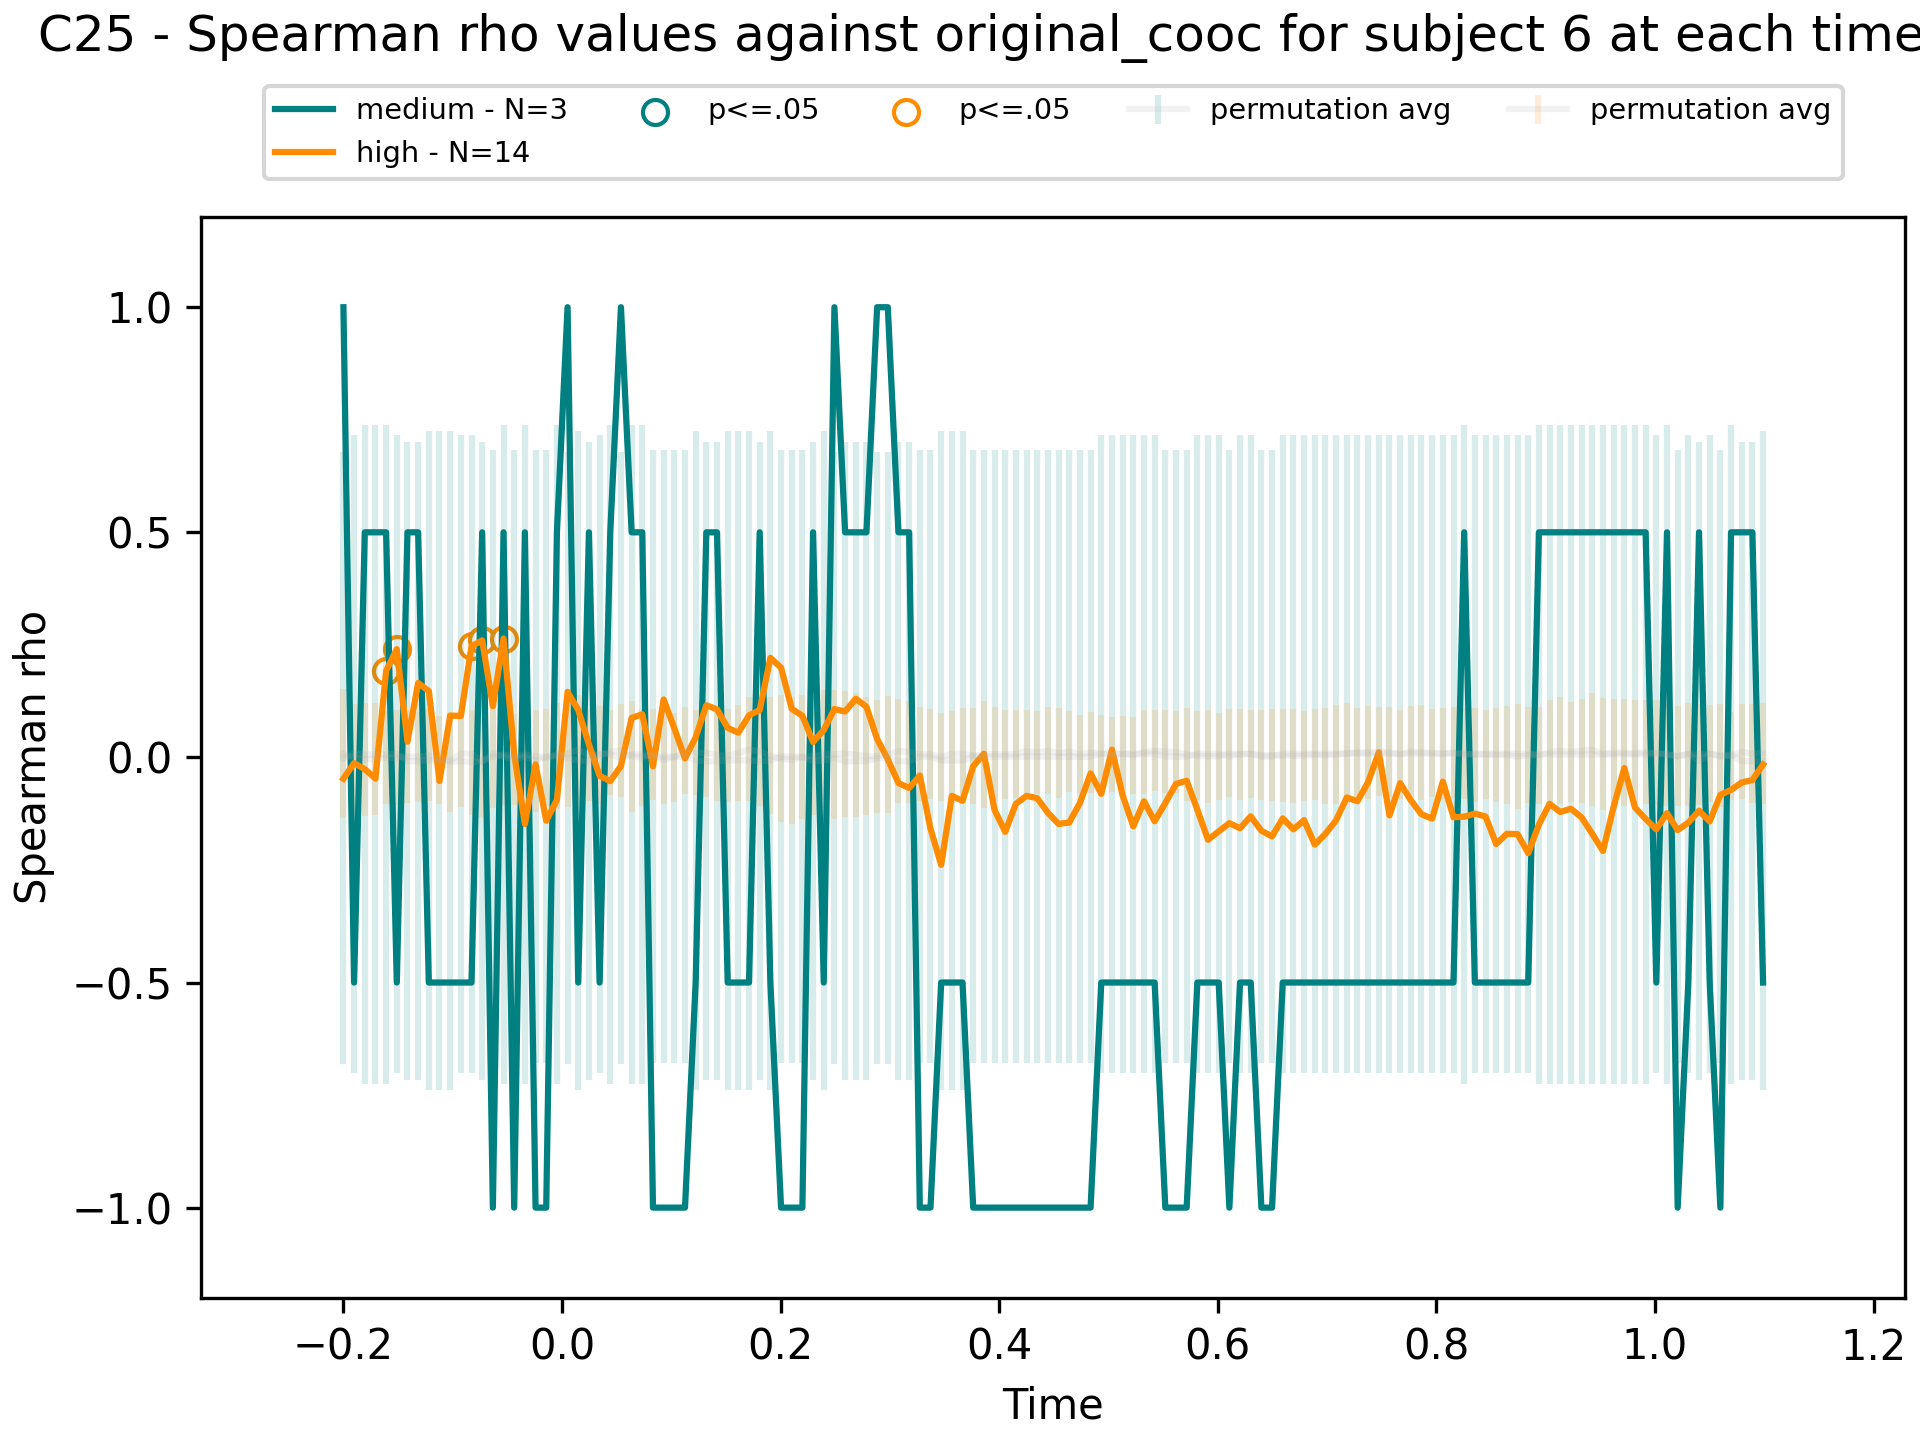 C25 - Spearman rho values against original_cooc for subject 6 at each time
medium - N=3
p<=.05
p<=.05
permutation avg
permutation avg
high - N=14
1.0
0.5
0.0
−0.5
−1.0
Spearman rho
−0.2
0.0
0.2
0.4
0.6
0.8
1.0
1.2
Time